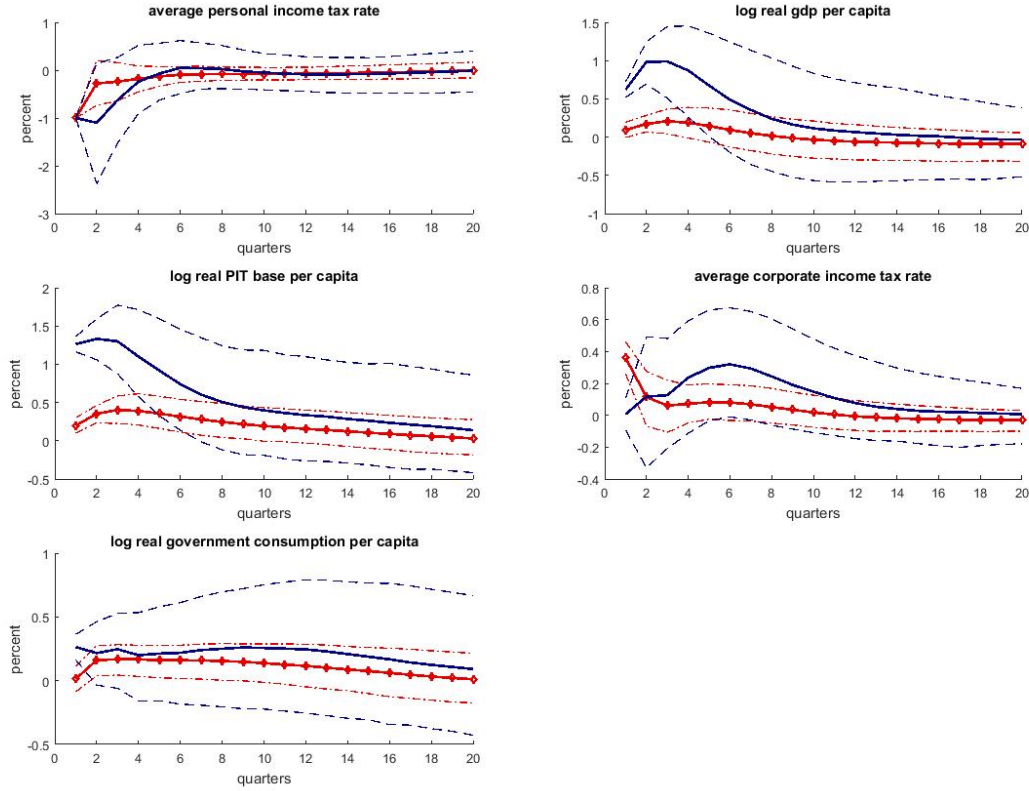 average personal income tax rate
1
0
-1
-2
-3
percent
0 2 4 6 8 10 12 14 16 18 20
quarters
log real gdp per capita
1.5
1
0.5
0
-0.5
-1
percent
0 2 4 6 8 10 12 14 16 18 20
quarters
log real PIT base per capita
2
1.5
1
0.5
0
-0.5
percent
0 2 4 6 8 10 12 14 16 18 20
quarters
average corporate income tax rate
0.8
0.6
0.4
0.2
0
-0.2
-0.4
percent
0 2 4 6 8 10 12 14 16 18 20
quarters
log real government consumption per capita
1
0.5
0
-0.5
percent
0 2 4 6 8 10 12 14 16 18 20
quarters